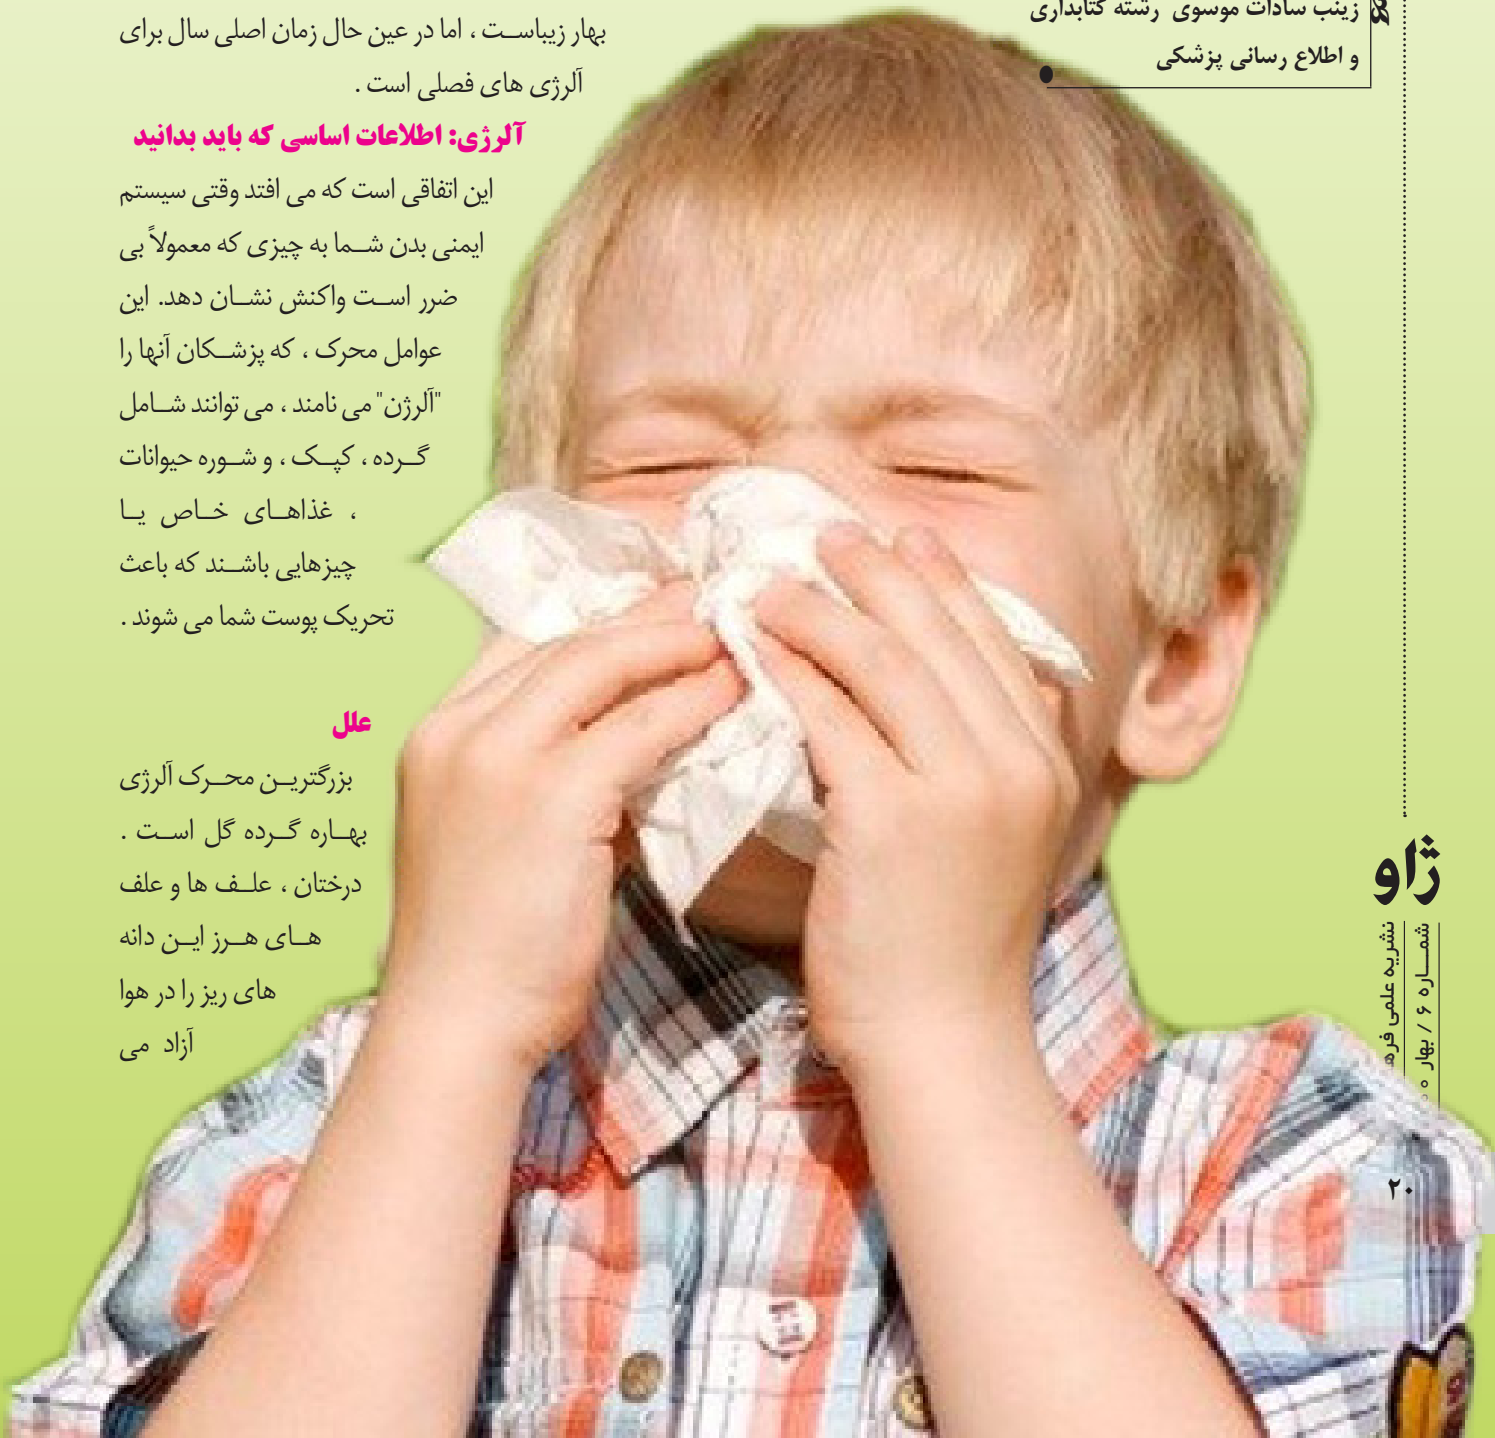 زینب سادات موسوی رشته کتابداری
و اطلاع رسانی پزشکی
بهار زیباست ، اما در عین حال زمان اصلی سال برای
آلرژی های فصلی است .
آلرژی: اطلاعات اساسی که باید بدانید
این اتفاقی است که می افتد وقتی سیستم
ایمنی بدن شما به چیزی که معمولاً بی
ضرر است واکنش نشان دهد. این
عوامل محرک ، که پزشکان آنها را
"آلرژن" می نامند ، می توانند شامل
گرده ، کپک ، و شوره حیوانات
، غذاهای خاص یا
چیزهایی باشند که باعث
تحریک پوست شما می شوند .
علل
بزرگترین محرک آلرژی
بهاره گرده گل است .
درختان ، علف ها و علف
های هرز این دانه
های ریز را در هوا
آزاد می
ژاو
نشریه علمی
شماره ۶ / بهار
۲۰